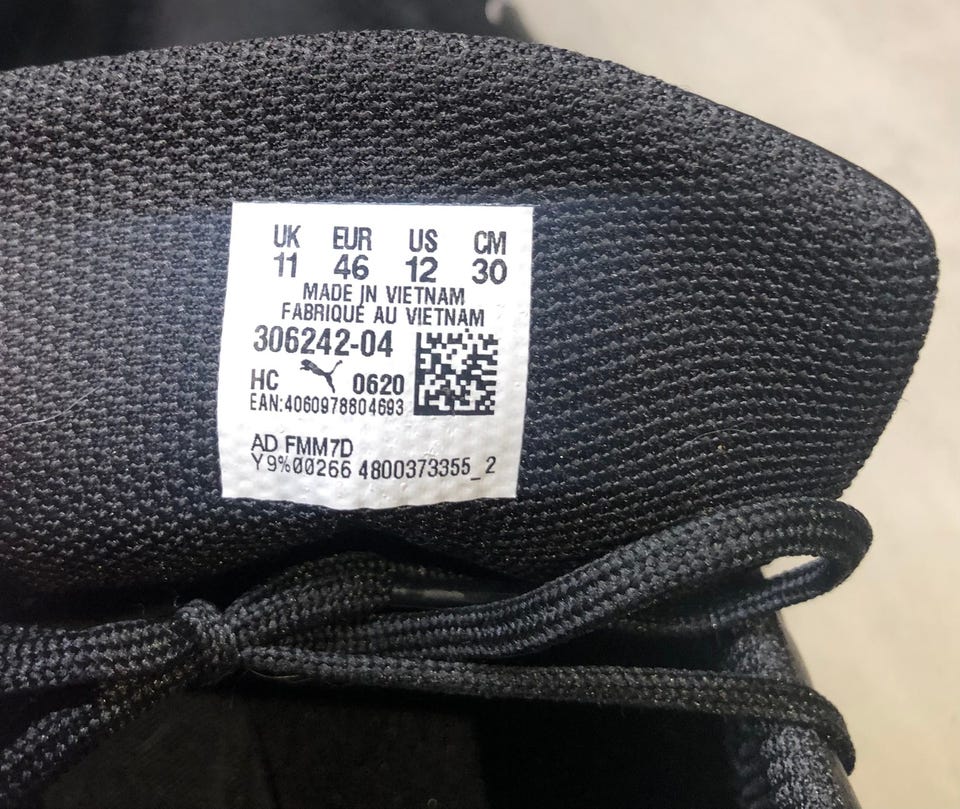 UK EUR US CM
11 46 12 30
MADE IN VIETNAM
FABRIQUÉ AU VIETNAM
306242-04
HC 0620
EAN:4060978804693
AD FMM7D
Y9%00266 4800373355_2